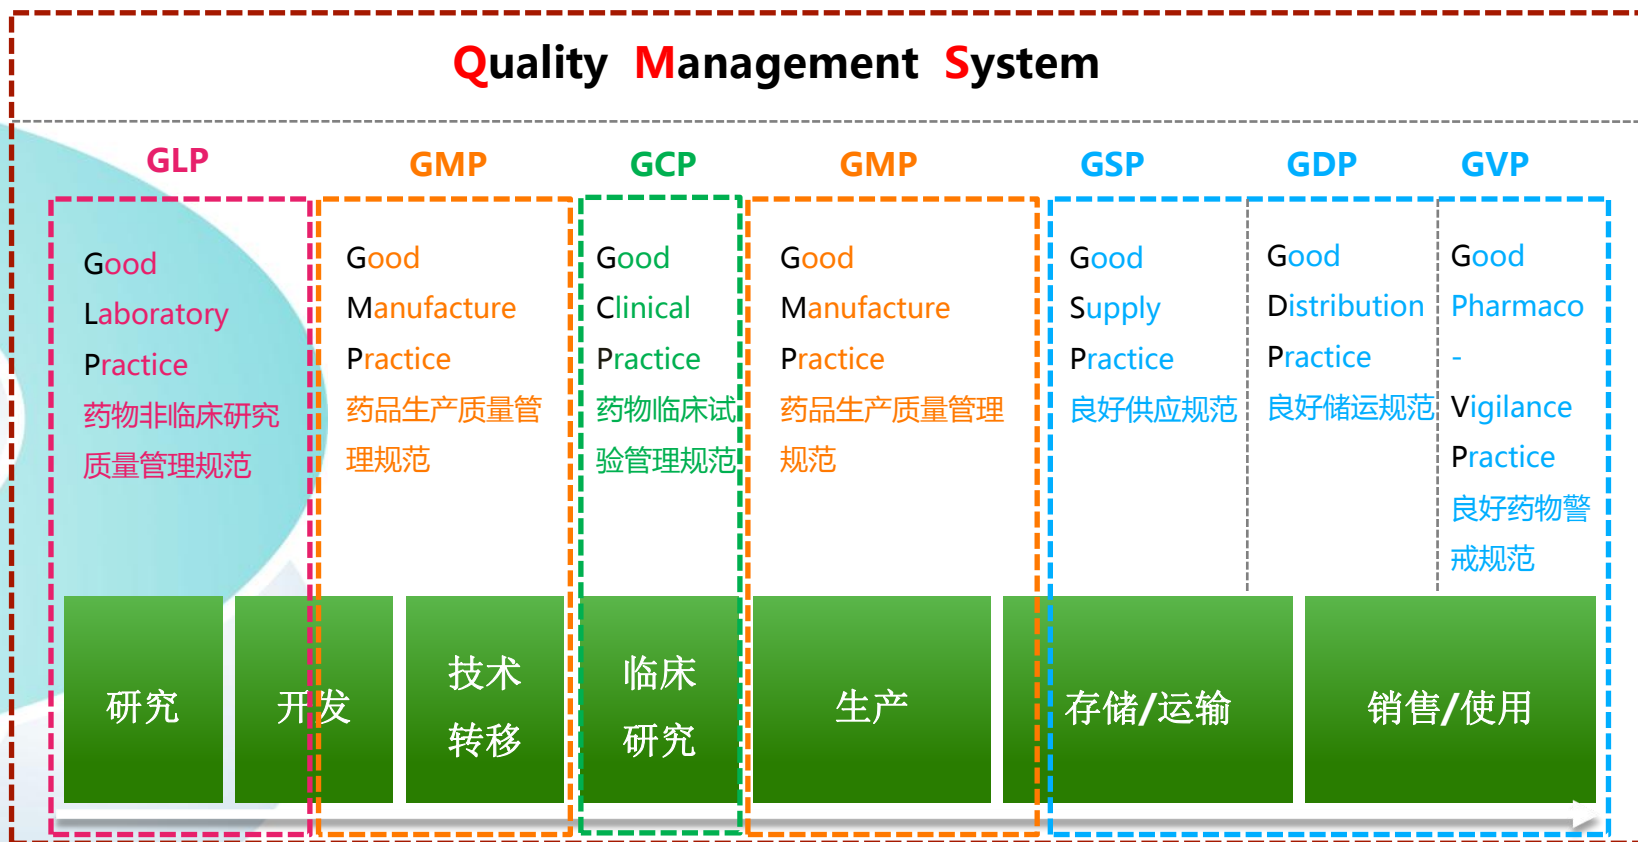 Quality Management System
GLP
Good
Laboratory
Practice
药物非临床研究
质量管理规范
GMP
Good
Manufacture
Practice
药品生产质量管
理规范
GCP
Good
Clinical
Practice
药物临床试
验管理规范
GMP
Good
Manufacture
Practice
药品生产质量管理
规范
GSP
Good
Supply
Practice
良好供应规范
GDP
Good
Distribution
Practice
良好储运规范
GVP
Good
Pharmaco
-
Vigilance
Practice
良好药物警
戒规范
研究
开发
技术
转移
临床
研究
生产
存储/运输
销售/使用